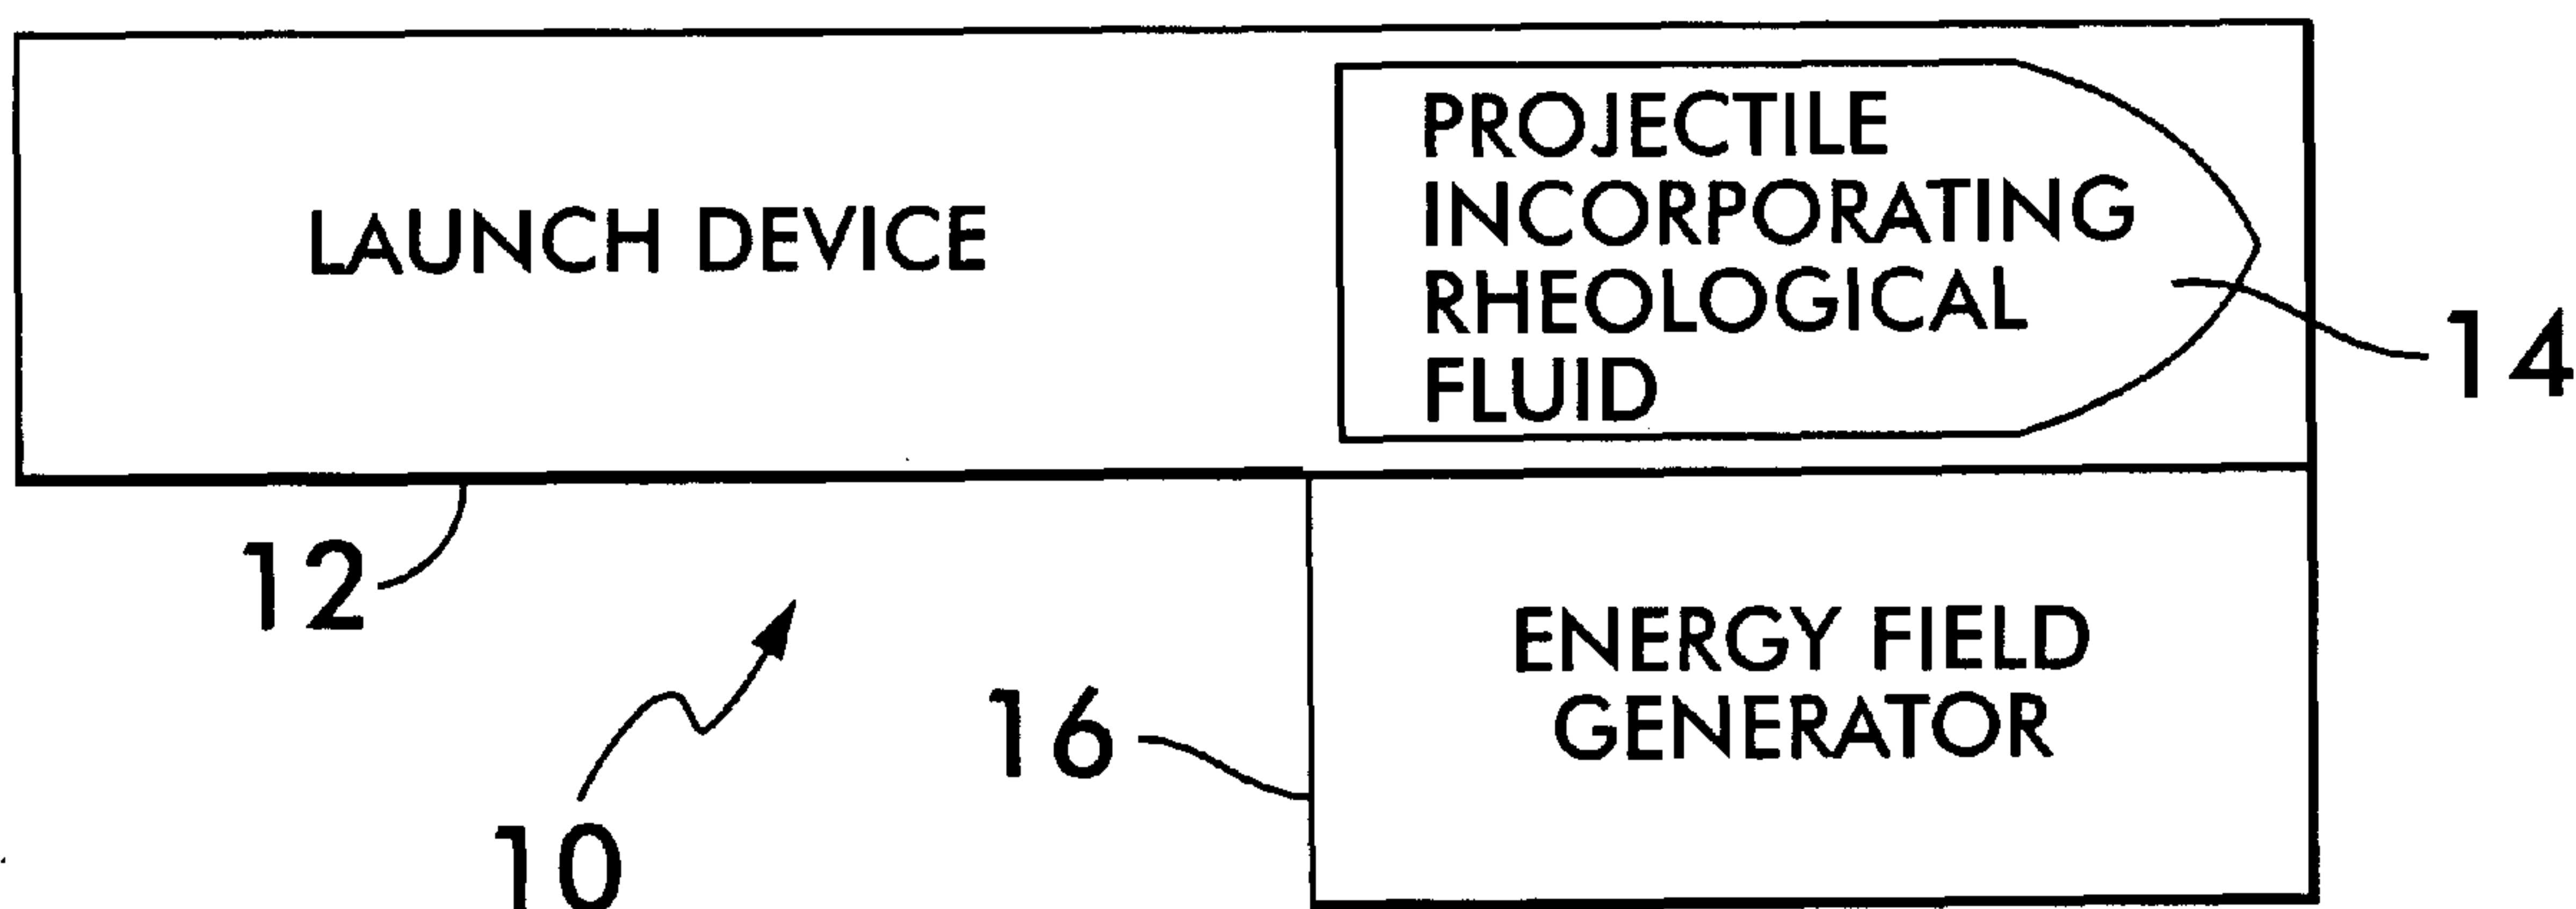 LAUNCH DEVICE
PROJECTILE
INCORPORATING
RHEOLOGICAL
FLUID
14
12
ENERGY FIELD
GENERATOR
16
10